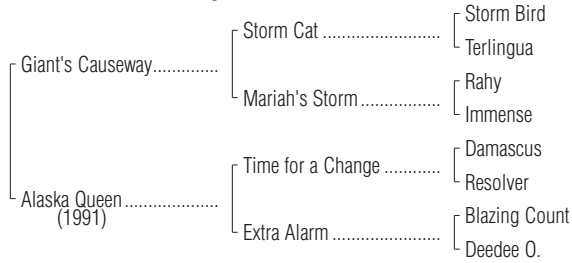 Storm Bird
Storm Cat ........................
Terlingua
Giant's Causeway..............
Rahy
Mariah's Storm ................
Immense
Damascus
Time for a Change ............
Resolver
Alaska Queen....................
(1991)
Blazing Count
Extra Alarm ......................
Deedee O.